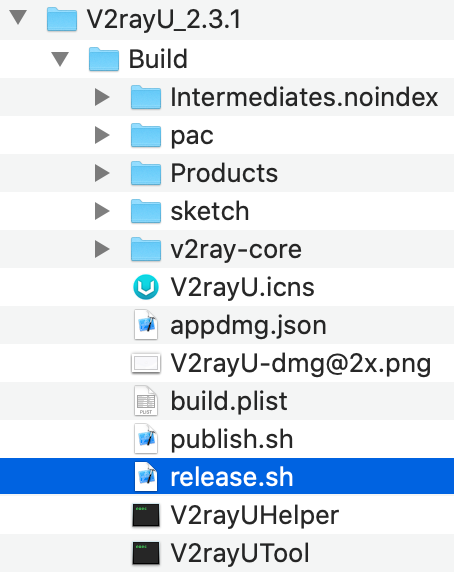 V2rayU_2.3.1
Build
Intermediates.noindex
pac
Products
sketch
v2ray-core
V2rayU.icns
appdmg.json
V2rayU-dmg@2x.png
build.plist
publish.sh
release.sh
V2rayUHelper
V2rayUTool